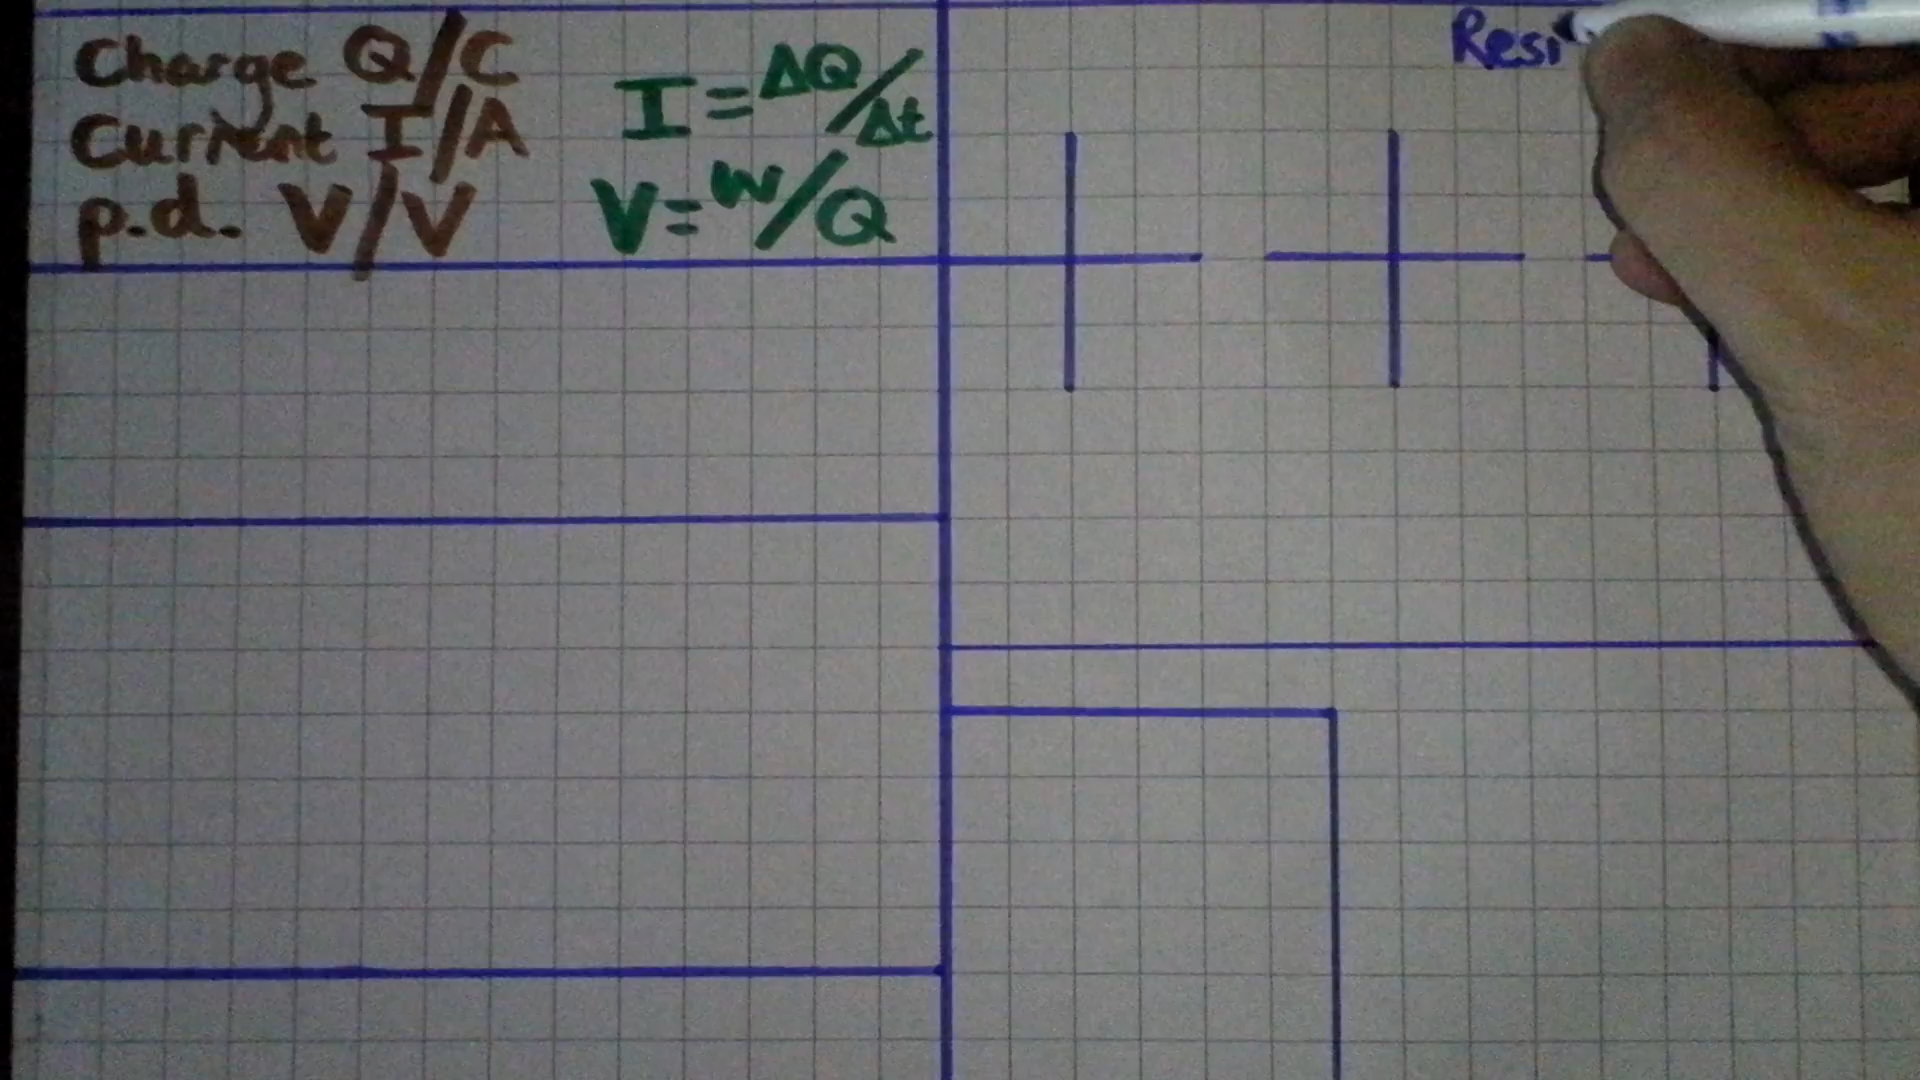 Charge Q/C
Current I/A
p.d. V/V
I = ΔQ/Δt
V = W/Q
Resi